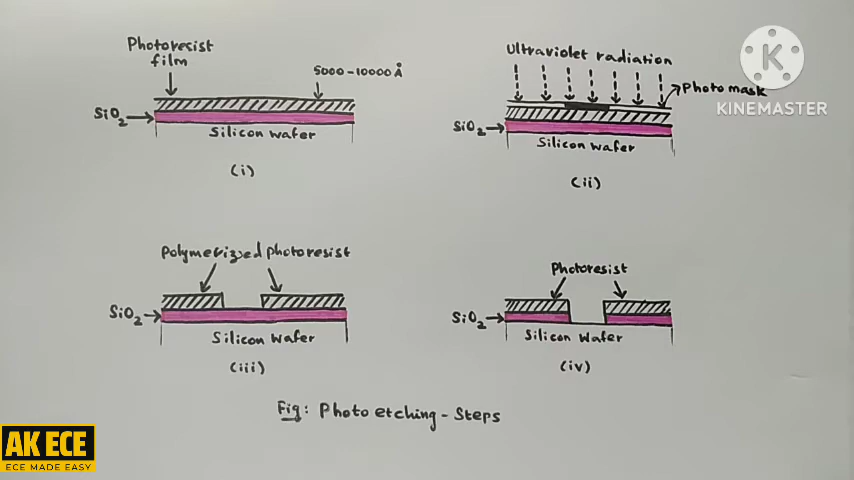 Photoresist
film
5000-10000Å
SiO₂
Silicon wafer
(i)
Ultraviolet radiation
Photo mask
SiO₂
Silicon wafer
(ii)
K
KINEMASTER
Polymerized photoresist
SiO₂
Silicon wafer
(iii)
Photoresist
SiO₂
Silicon wafer
(iv)
Fig: Photo etching - Steps
AK ECE
ECE MADE EASY